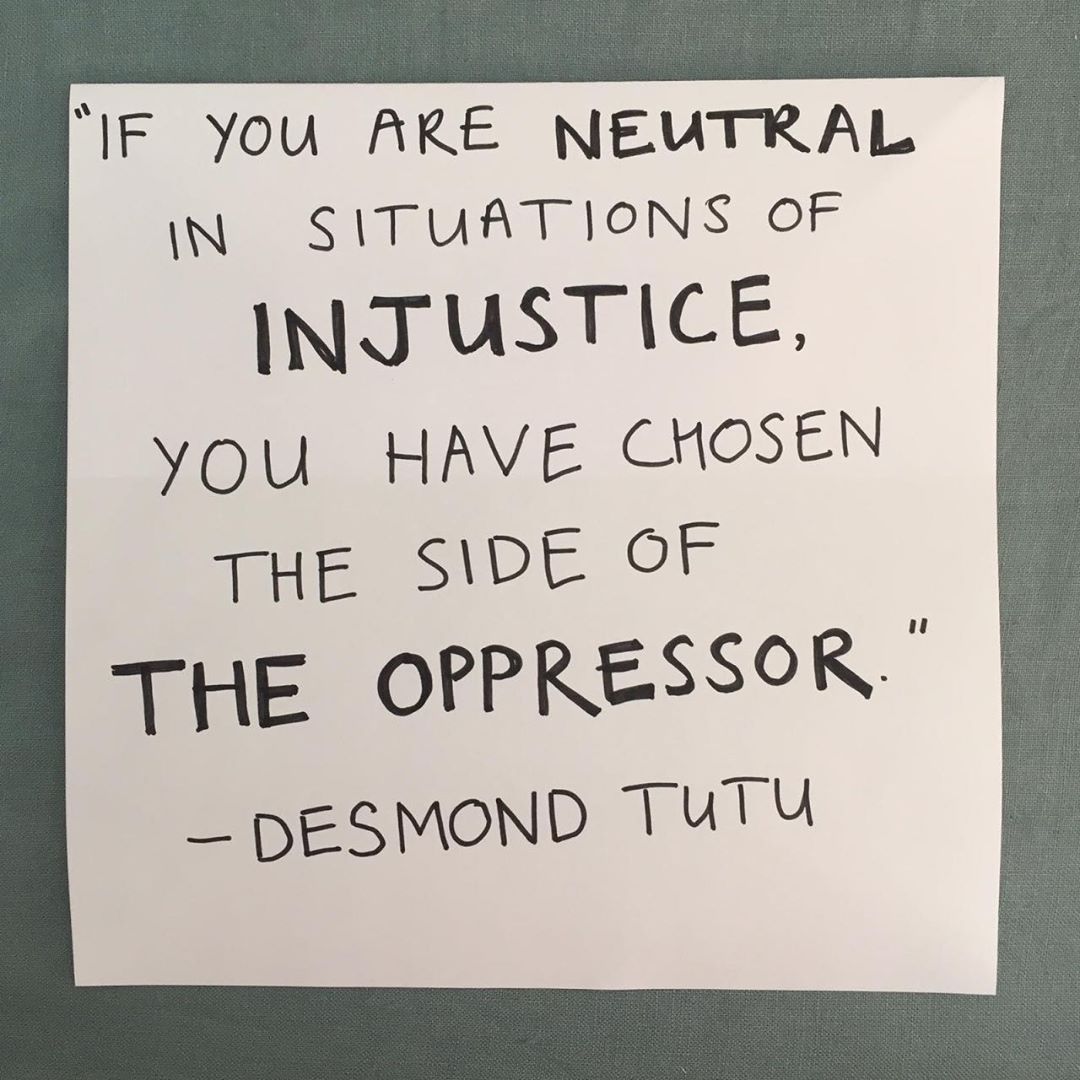 "IF YOU ARE NEUTRAL
IN SITUATIONS OF
INJUSTICE,
YOU HAVE CHOSEN
THE SIDE OF
THE OPPRESSOR."
- DESMOND TUTU